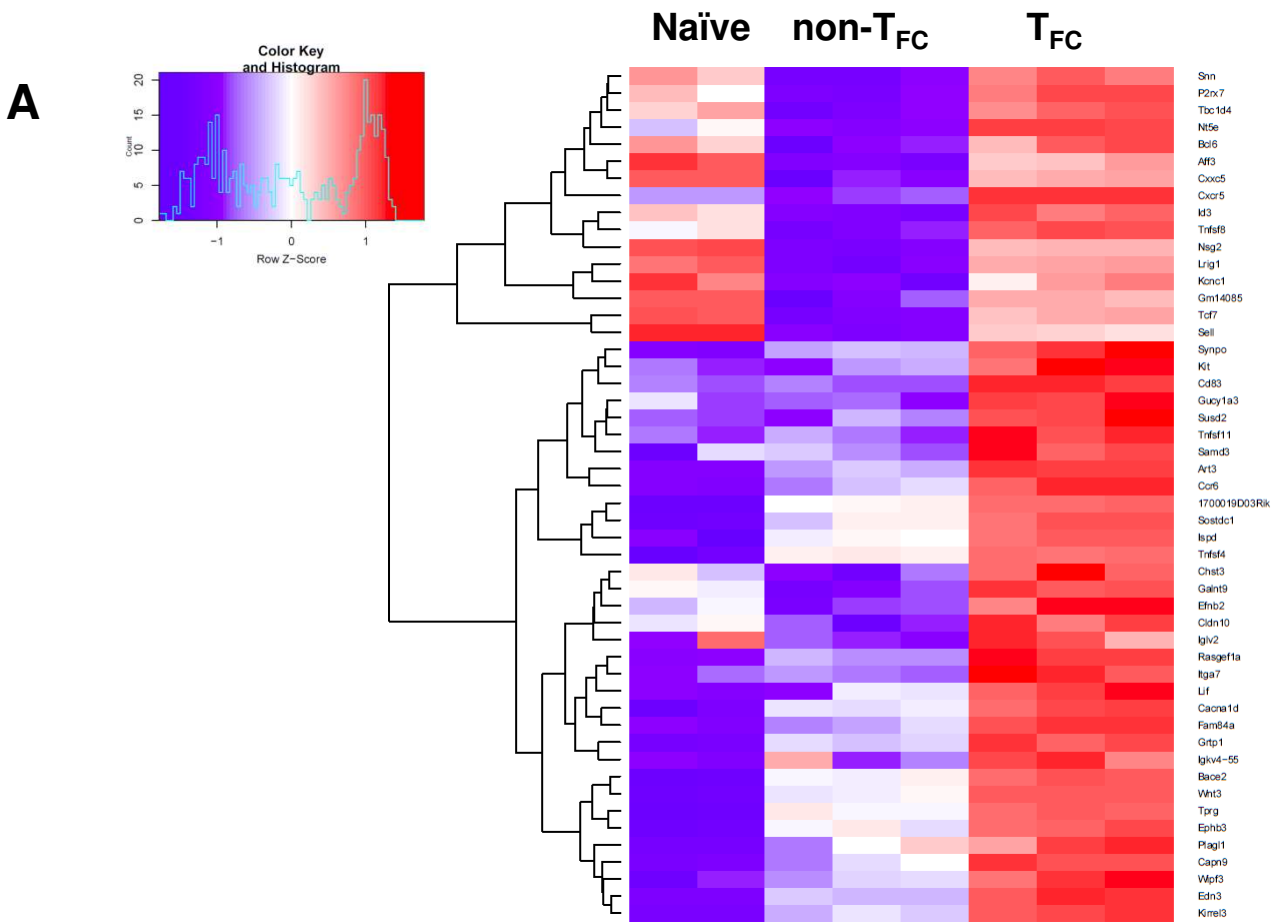 Naïve non-TFC TFC
A
Color Key
and Histogram
Count
0 5 10 15 20
−1 0 1
Row Z−Score
Snn
P2rx7
Tbc1d4
Nt5e
Bcl6
Aff3
Cxxc5
Cxcr5
Id3
Tnfsf8
Nsg2
Lrig1
Kcnc1
Gm14085
Tcf7
Sell
Synpo
Kit
Cd83
Gucy1a3
Susd2
Tnfsf11
Samd3
Art3
Ccr6
1700019D03Rik
Sostdc1
Ispd
Tnfsf4
Chst3
Galnt9
Efnb2
Cldn10
Iglv2
Rasgef1a
Itga7
Lif
Cacna1d
Fam84a
Grtp1
Igkv4−55
Bace2
Wnt3
Tprg
Ephb3
Plagl1
Capn9
Wipf3
Edn3
Kirrel3